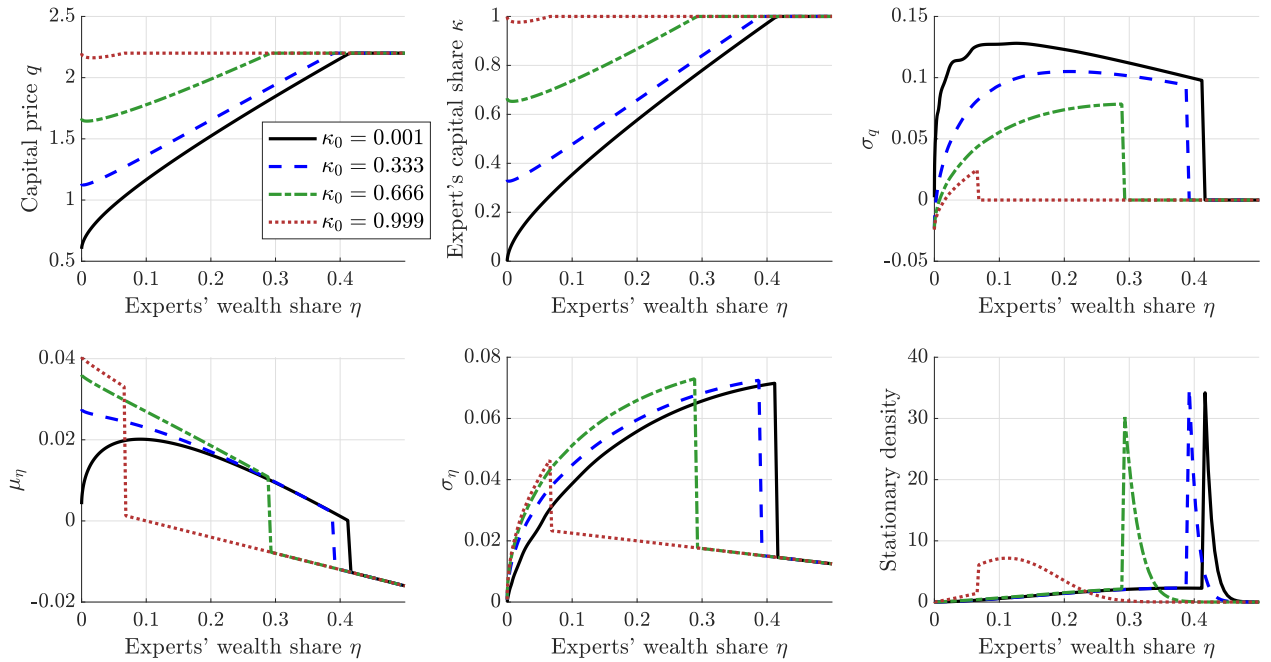 Capital price q
2.5
2
1.5
1
0.5
0 0.1 0.2 0.3 0.4
Experts' wealth share η
κ₀ = 0.001
κ₀ = 0.333
κ₀ = 0.666
κ₀ = 0.999
Expert's capital share κ
1
0.8
0.6
0.4
0.2
0
0 0.1 0.2 0.3 0.4
Experts' wealth share η
σ_q
0.15
0.1
0.05
0
-0.05
0 0.1 0.2 0.3 0.4
Experts' wealth share η
μ_η
0.04
0.02
0
-0.02
0 0.1 0.2 0.3 0.4
Experts' wealth share η
σ_η
0.08
0.06
0.04
0.02
0
0 0.1 0.2 0.3 0.4
Experts' wealth share η
Stationary density
40
30
20
10
0
0 0.1 0.2 0.3 0.4
Experts' wealth share η